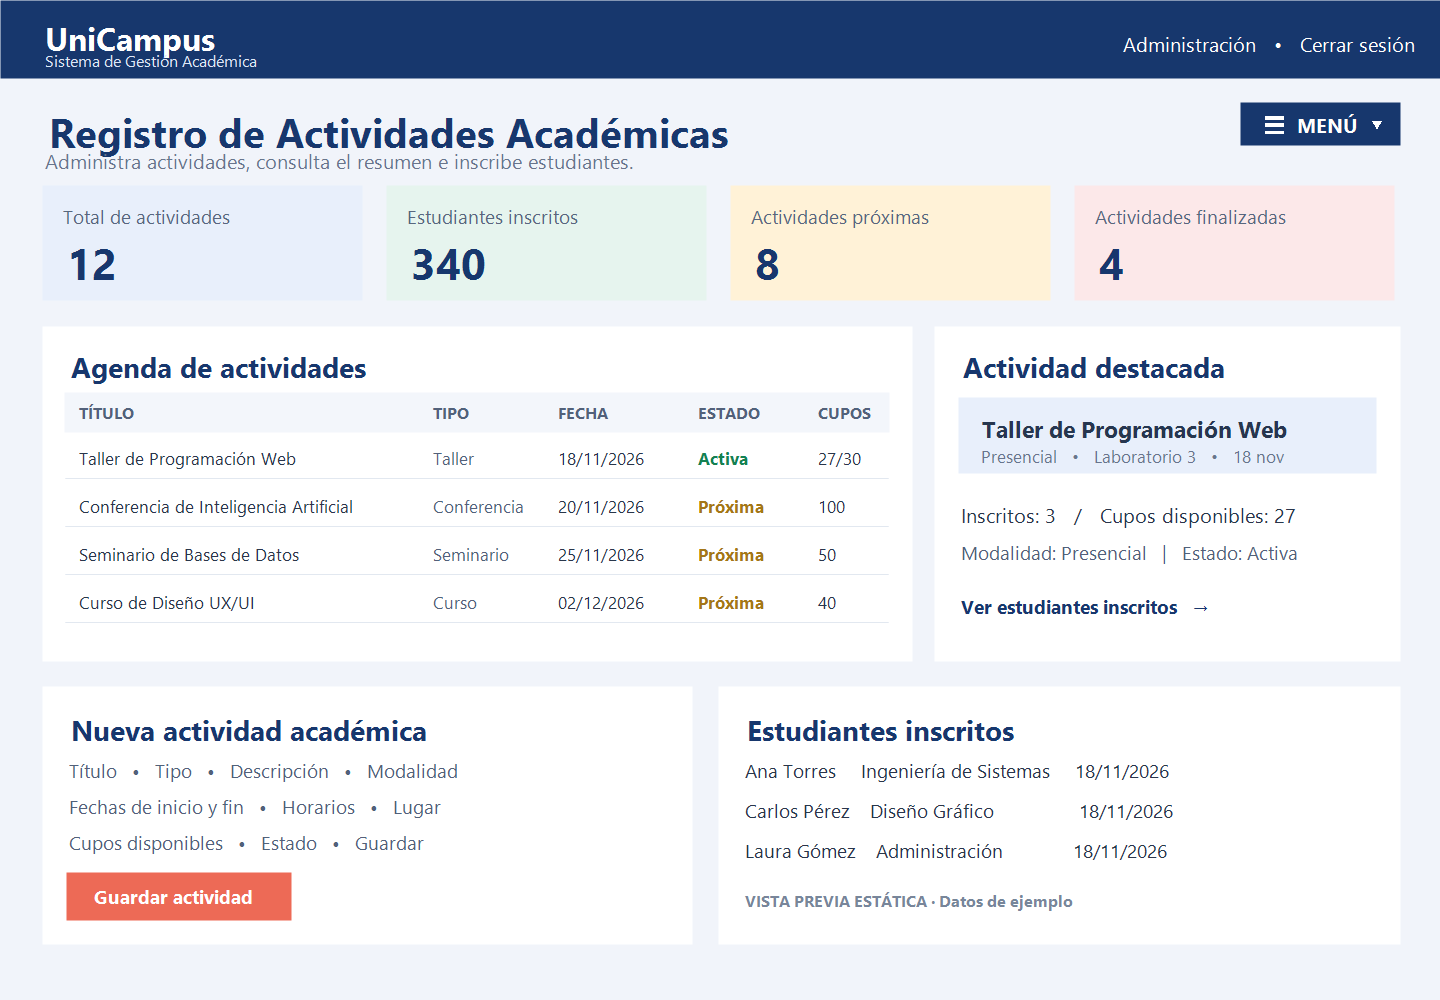 UniCampus
Sistema de Gestión Académica
Administración • Cerrar sesión
Registro de Actividades Académicas
Administra actividades, consulta el resumen e inscribe estudiantes.
☰ MENÚ ▼
Total de actividades
12
Estudiantes inscritos
340
Actividades próximas
8
Actividades finalizadas
4
Agenda de actividades
TÍTULO TIPO FECHA ESTADO CUPOS
Taller de Programación Web Taller 18/11/2026 Activa 27/30
Conferencia de Inteligencia Artificial Conferencia 20/11/2026 Próxima 100
Seminario de Bases de Datos Seminario 25/11/2026 Próxima 50
Curso de Diseño UX/UI Curso 02/12/2026 Próxima 40
Actividad destacada
Taller de Programación Web
Presencial • Laboratorio 3 • 18 nov
Inscritos: 3 / Cupos disponibles: 27
Modalidad: Presencial | Estado: Activa
Ver estudiantes inscritos →
Nueva actividad académica
Título • Tipo • Descripción • Modalidad
Fechas de inicio y fin • Horarios • Lugar
Cupos disponibles • Estado • Guardar
Guardar actividad
Estudiantes inscritos
Ana Torres Ingeniería de Sistemas 18/11/2026
Carlos Pérez Diseño Gráfico 18/11/2026
Laura Gómez Administración 18/11/2026
VISTA PREVIA ESTÁTICA · Datos de ejemplo